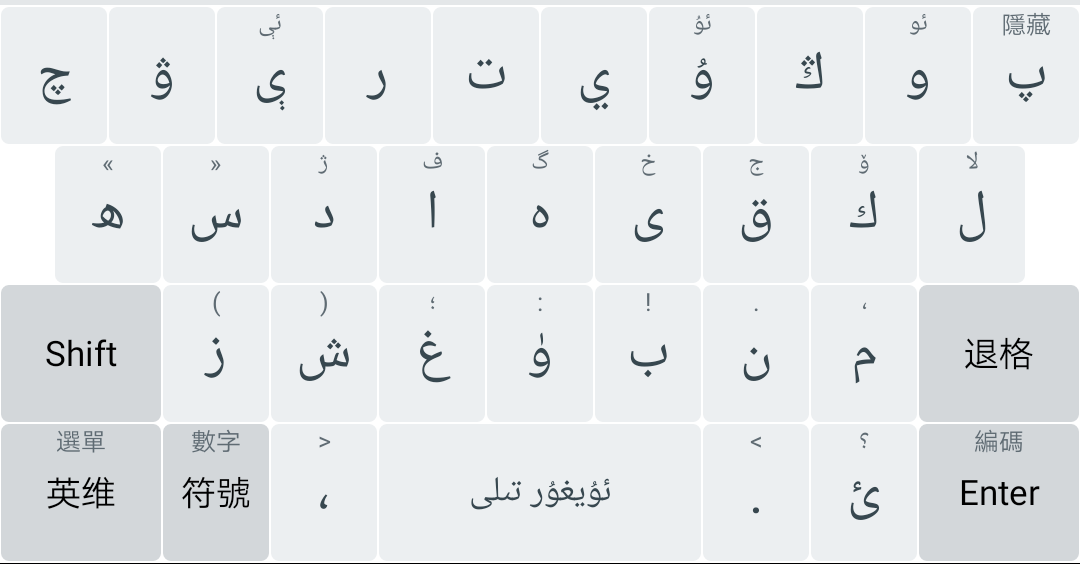 ئې ئۇ ئو 隱藏
چ ۋ ې ر ت ي ۇ ڭ و پ
» « ژ ف گ خ ج ۆ لا
ھ س د ا ە ى ق ك ل
( ) ؛ : ! . ،
Shift ز ش غ ۈ ب ن م 退格
選單 數字 > < ؟ 編碼
英维 符號 ، ئۇيغۇر تىلى . ئ Enter